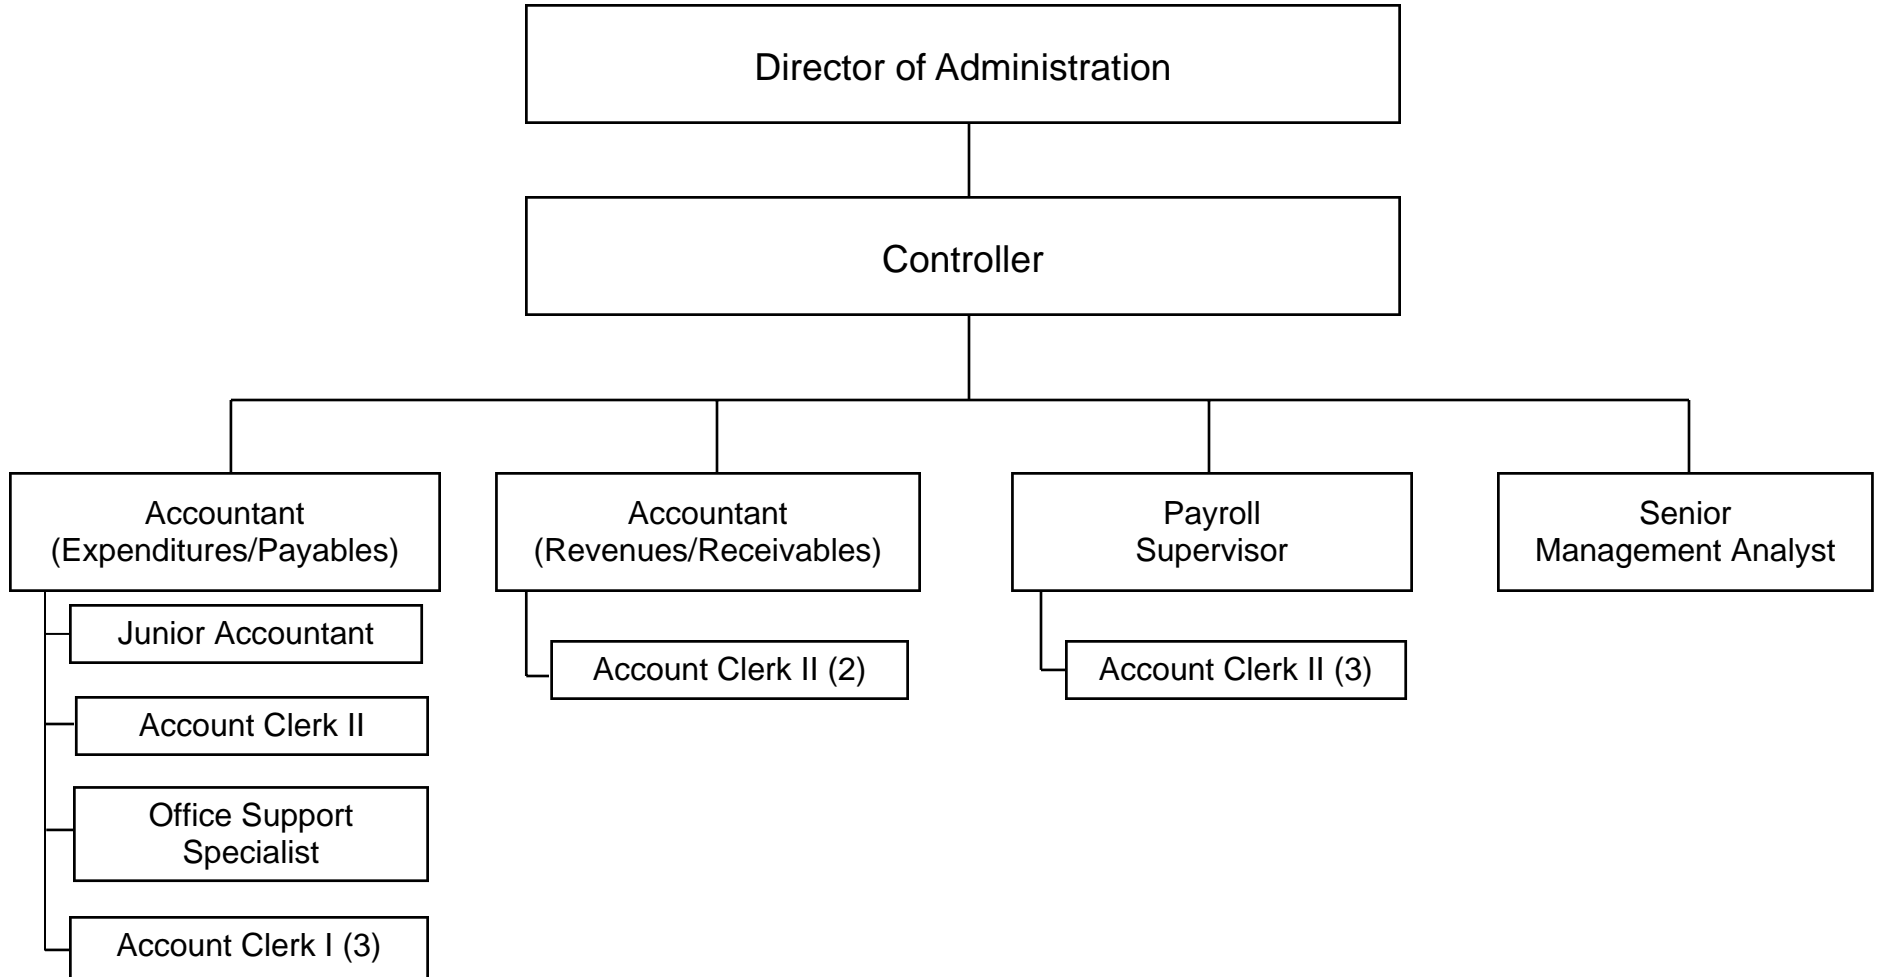 Director of Administration
Controller
Accountant
(Expenditures/Payables)
Accountant
(Revenues/Receivables)
Payroll
Supervisor
Senior
Management Analyst
Junior Accountant
Account Clerk II
Office Support
Specialist
Account Clerk I (3)
Account Clerk II (2)
Account Clerk II (3)